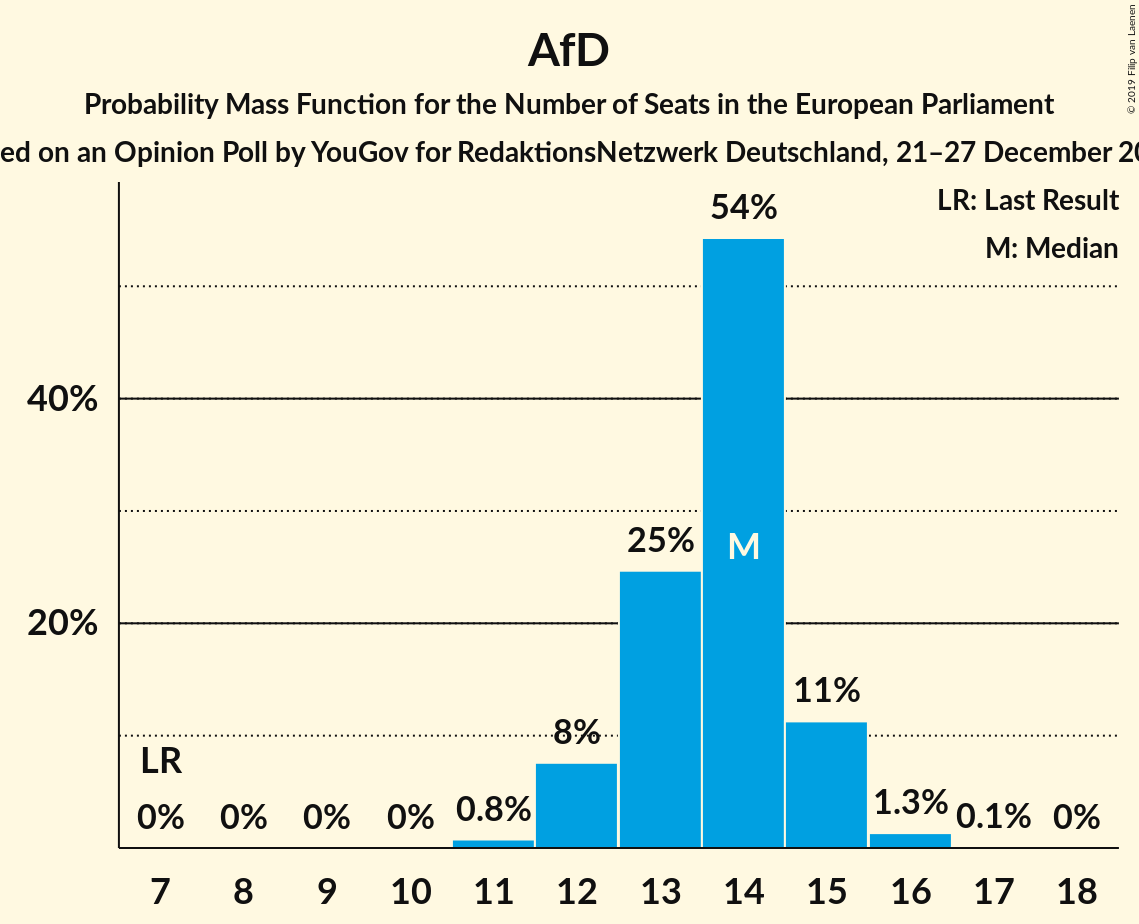 AfD
Probability Mass Function for the Number of Seats in the European Parliament
ed on an Opinion Poll by YouGov for RedaktionsNetzwerk Deutschland, 21–27 December 20
© 2019 Filip van Laenen
LR: Last Result
M: Median
54%
40%
25%
M
20%
11%
8%
LR
0% 0% 0% 0% 0.8% 1.3% 0.1% 0%
7 8 9 10 11 12 13 14 15 16 17 18